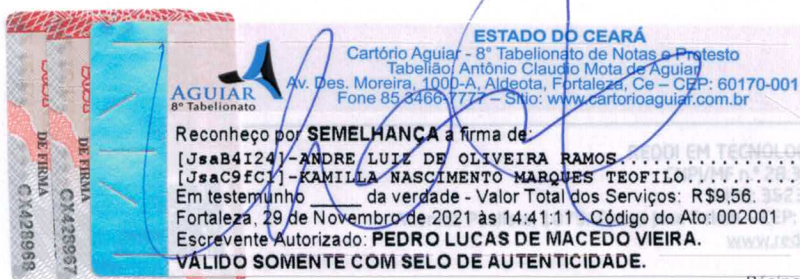 ESTADO DO CEARÁ
Cartório Aguiar - 8° Tabelionato de Notas e Protesto
Tabelião: Antônio Claudio Mota de Aguiar
Av. Des. Moreira, 1000-A, Aldeota, Fortaleza, Ce – CEP: 60170-001
Fone 85 3466-7777 – Sítio: www.cartorioaguiar.com.br
AGUIAR
8º Tabelionato
Reconheço por SEMELHANÇA a firma de:
[JsaB4I24]-ANDRE LUIZ DE OLIVEIRA RAMOS.
[JsaC9fC1]-KAMILLA NASCIMENTO MARQUES TEOFILO.
Em testemunho _____ da verdade - Valor Total dos Serviços: R$9,56.
Fortaleza, 29 de Novembro de 2021 às 14:41:11 - Código do Ato: 002001
Escrevente Autorizado: PEDRO LUCAS DE MACEDO VIEIRA.
VÁLIDO SOMENTE COM SELO DE AUTENTICIDADE.
DE FIRMA
CX428968
DE FIRMA
CX428967